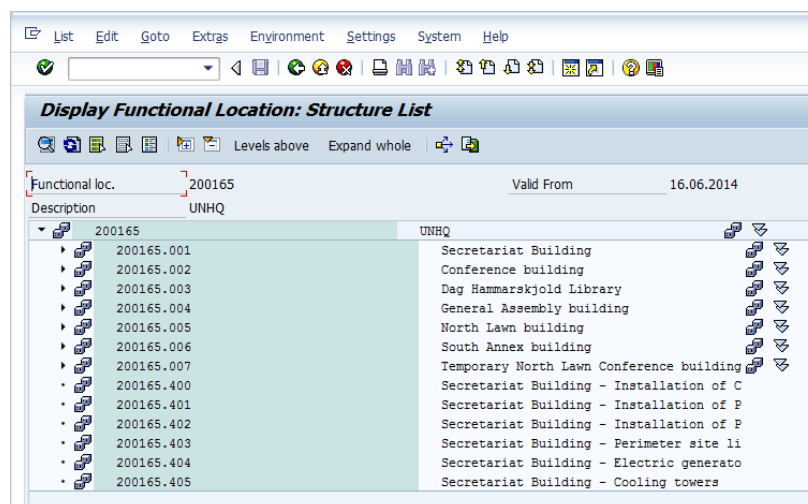 List Edit Goto Extras Environment Settings System Help
Display Functional Location: Structure List
Levels above Expand whole
Functional loc. 200165 Valid From 16.06.2014
Description UNHQ
200165 UNHQ
200165.001 Secretariat Building
200165.002 Conference building
200165.003 Dag Hammarskjold Library
200165.004 General Assembly building
200165.005 North Lawn building
200165.006 South Annex building
200165.007 Temporary North Lawn Conference building
200165.400 Secretariat Building - Installation of C
200165.401 Secretariat Building - Installation of P
200165.402 Secretariat Building - Installation of P
200165.403 Secretariat Building - Perimeter site li
200165.404 Secretariat Building - Electric generato
200165.405 Secretariat Building - Cooling towers